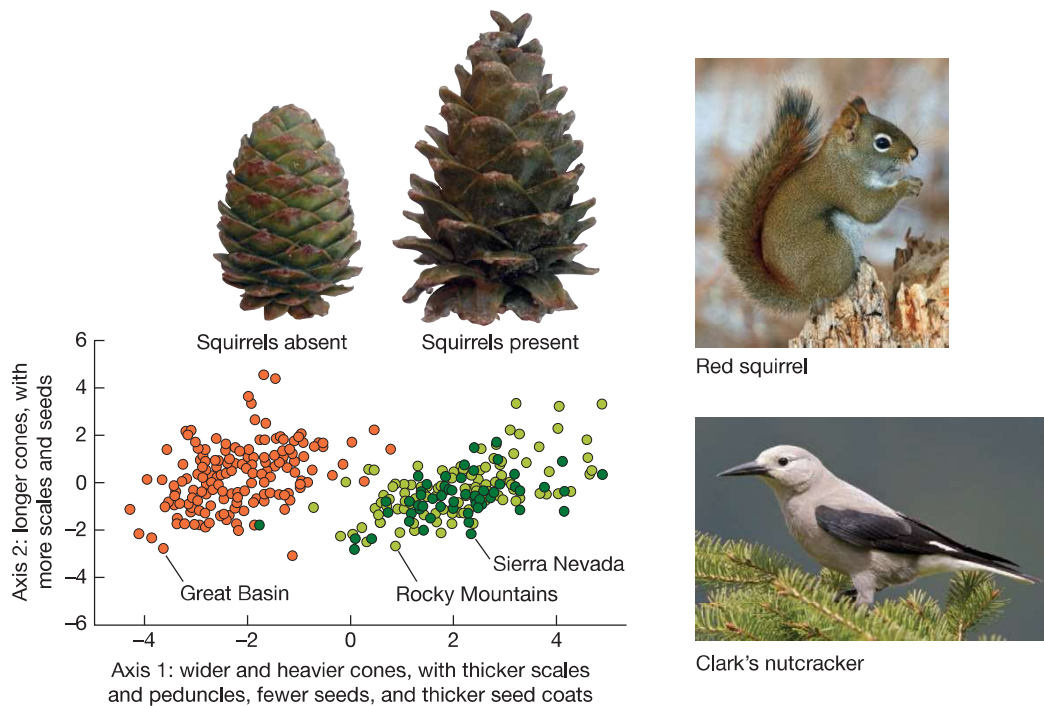 Squirrels absent
Squirrels present
Red squirrel
6
4
2
0
−2
−4
−6
Axis 2: longer cones, with
more scales and seeds
Great Basin
Rocky Mountains
Sierra Nevada
−4
−2
0
2
4
Axis 1: wider and heavier cones, with thicker scales
and peduncles, fewer seeds, and thicker seed coats
Clark’s nutcracker